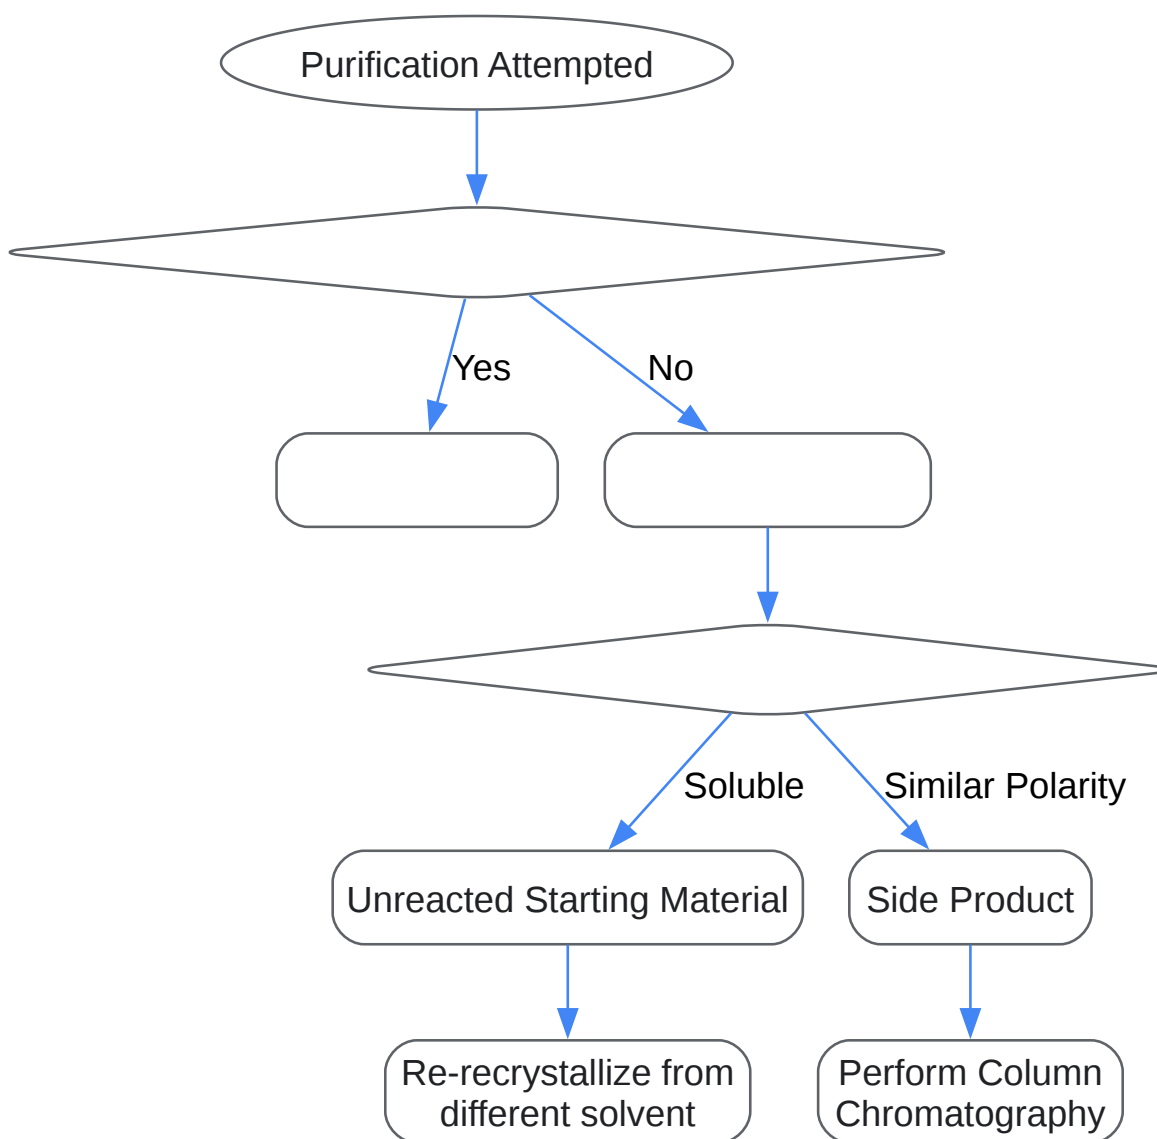 Purification Attempted
Yes
No
Soluble
Similar Polarity
Unreacted Starting Material
Side Product
Re-recrystallize from
different solvent
Perform Column
Chromatography